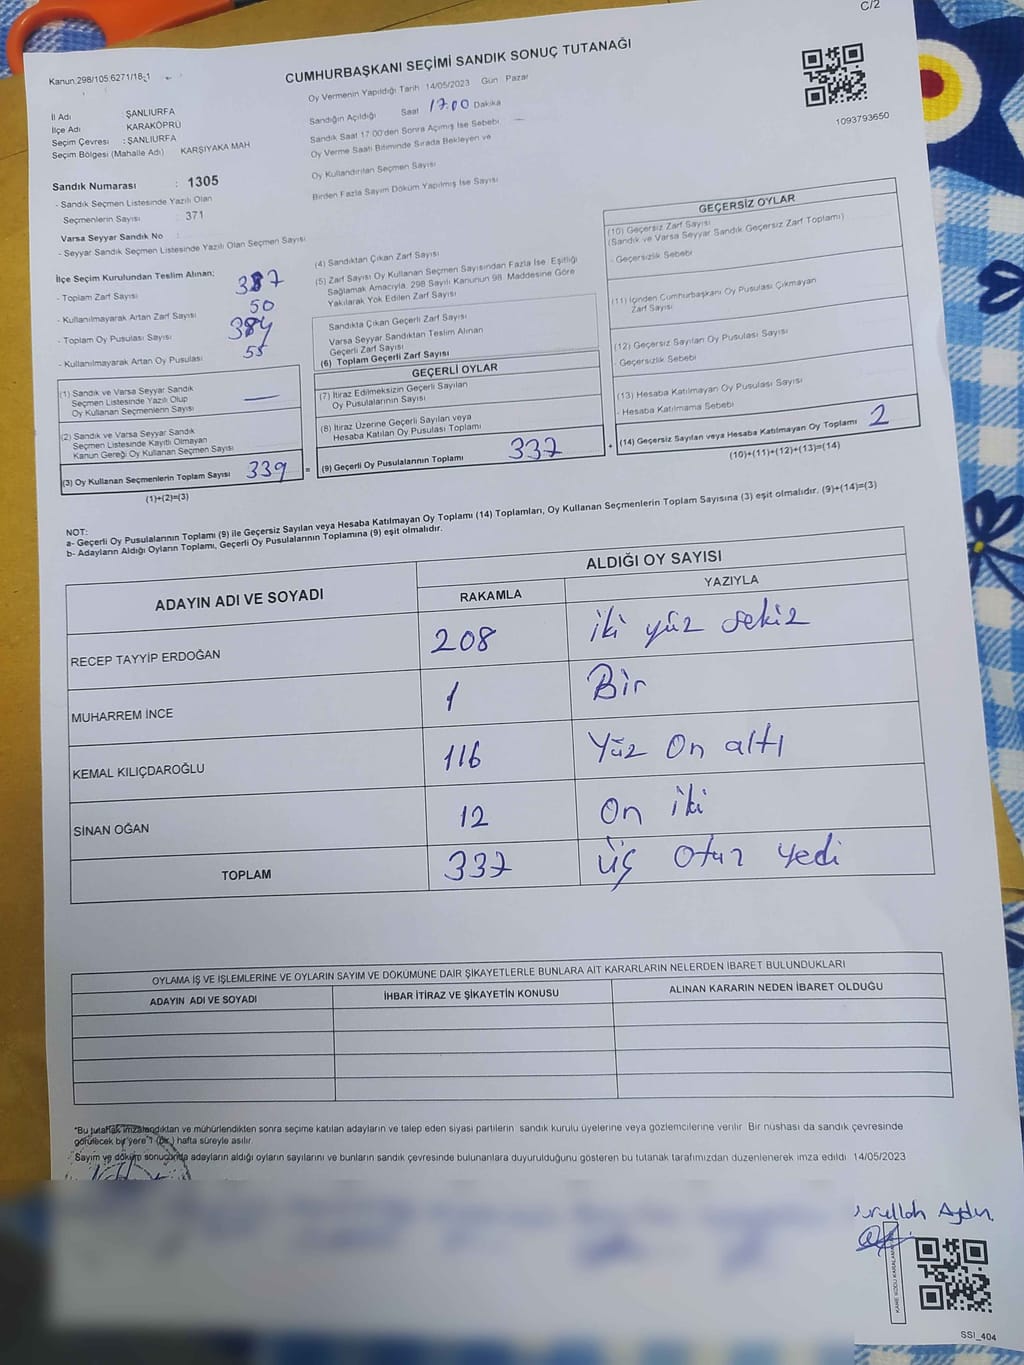 C/2
Kanun:298/105:6271/18-1
CUMHURBAŞKANI SEÇİMİ SANDIK SONUÇ TUTANAĞI
1093793650
İl Adı ŞANLIURFA
İlçe Adı KARAKÖPRÜ
Seçim Çevresi : ŞANLIURFA
Seçim Bölgesi (Mahalle Adı) KARŞIYAKA MAH
Sandık Numarası : 1305
- Sandık Seçmen Listesinde Yazılı Olan
Seçmenlerin Sayısı : 371
Varsa Seyyar Sandık No :
- Seyyar Sandık Seçmen Listesinde Yazılı Olan Seçmen Sayısı
Oy Vermenin Yapıldığı Tarih 14/05/2023 Gün Pazar
Sandığın Açıldığı Saat 17:00 Dakika
Sandık Saat 17:00'den Sonra Açımış İse Sebebi
Oy Verme Saati Bitiminde Sırada Bekleyen ve
Oy Kullandırılan Seçmen Sayısı
Birden Fazla Sayım Döküm Yapılmış İse Sayısı
İlçe Seçim Kurulundan Teslim Alınan;
- Toplam Zarf Sayısı 387
- Kullanılmayarak Artan Zarf Sayısı 50
- Toplam Oy Pusulası Sayısı 384
- Kullanılmayarak Artan Oy Pusulası 55
(1) Sandık ve Varsa Seyyar Sandık
Seçmen Listesinde Yazılı Olup
Oy Kullanan Seçmenlerin Sayısı —
(2) Sandık ve Varsa Seyyar Sandık
Seçmen Listesinde Kayıtlı Olmayan
Kanun Gereği Oy Kullanan Seçmen Sayısı
(3) Oy Kullanan Seçmenlerin Toplam Sayısı 339 =
(1)+(2)=(3)
(4) Sandıktan Çıkan Zarf Sayısı
(5) Zarf Sayısı Oy Kullanan Seçmen Sayısından Fazla İse Eşitliği
Sağlamak Amacıyla, 298 Sayılı Kanunun 98. Maddesine Göre
Yakılarak Yok Edilen Zarf Sayısı
Sandıkta Çıkan Geçerli Zarf Sayısı
Varsa Seyyar Sandıktan Teslim Alınan
Geçerli Zarf Sayısı
(6) Toplam Geçerli Zarf Sayısı
GEÇERLİ OYLAR
(7) İtiraz Edilmeksizin Geçerli Sayılan
Oy Pusulalarının Sayısı
(8) İtiraz Üzerine Geçerli Sayılan veya
Hesaba Katılan Oy Pusulası Toplamı
(9) Geçerli Oy Pusulalarının Toplamı 337 +
GEÇERSİZ OYLAR
(10) Geçersiz Zarf Sayısı
(Sandık ve Varsa Seyyar Sandık Geçersiz Zarf Toplamı)
- Geçersizlik Sebebi
(11) İçinden Cumhurbaşkanı Oy Pusulası Çıkmayan
Zarf Sayısı
(12) Geçersiz Sayılan Oy Pusulası Sayısı
- Geçersizlik Sebebi
(13) Hesaba Katılmayan Oy Pusulası Sayısı
- Hesaba Katılmama Sebebi
(14) Geçersiz Sayılan veya Hesaba Katılmayan Oy Toplamı 2
(10)+(11)+(12)+(13)=(14)
NOT:
a- Geçerli Oy Pusulalarının Toplamı (9) ile Geçersiz Sayılan veya Hesaba Katılmayan Oy Toplamı (14) Toplamları, Oy Kullanan Seçmenlerin Toplam Sayısına (3) eşit olmalıdır. (9)+(14)=(3)
b- Adayların Aldığı Oyların Toplamı, Geçerli Oy Pusulalarının Toplamına (9) eşit olmalıdır.
ADAYIN ADI VE SOYADI
ALDIĞI OY SAYISI
RAKAMLA YAZIYLA
RECEP TAYYİP ERDOĞAN 208 iki yüz sekiz
MUHARREM İNCE 1 Bir
KEMAL KILIÇDAROĞLU 116 Yüz On altı
SİNAN OĞAN 12 On iki
TOPLAM 337 üç Otuz yedi
OYLAMA İŞ VE İŞLEMLERİNE VE OYLARIN SAYIM VE DÖKÜMÜNE DAİR ŞİKAYETLERLE BUNLARA AİT KARARLARIN NELERDEN İBARET BULUNDUKLARI
ADAYIN ADI VE SOYADI İHBAR İTİRAZ VE ŞİKAYETİN KONUSU ALINAN KARARIN NEDEN İBARET OLDUĞU
*Bu tutanak imzalandıktan ve mühürlendikten sonra seçime katılan adayların ve talep eden siyasi partilerin sandık kurulu üyelerine veya gözlemcilerine verilir. Bir nüshası da sandık çevresinde
görülecek bir yere 1 (bir) hafta süreyle asılır.
Sayım ve döküm sonucunda adayların aldığı oyların sayılarını ve bunların sandık çevresinde bulunanlara duyurulduğunu gösteren bu tutanak tarafımızdan düzenlenerek imza edildi 14/05/2023
urullah Aydın
KARE KODU KARALAMA
SSI_404